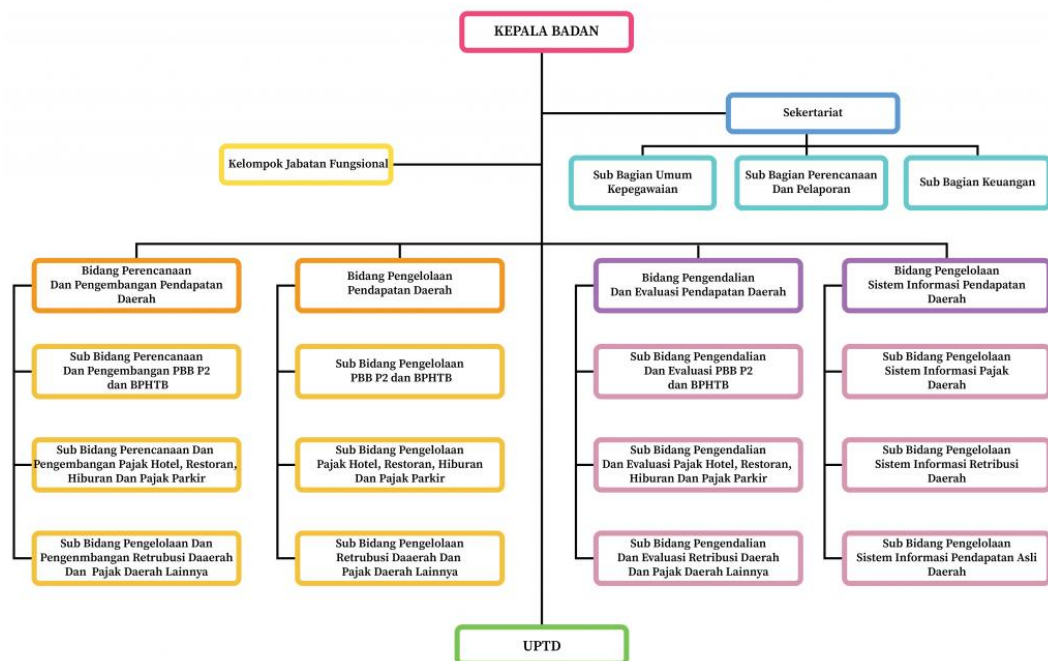 KEPALA BADAN
Sekertariat
Kelompok Jabatan Fungsional
Sub Bagian Umum
Kepegawaian
Sub Bagian Perencanaan
Dan Pelaporan
Sub Bagian Keuangan
Bidang Perencanaan
Dan Pengembangan Pendapatan
Daerah
Bidang Pengelolaan
Pendapatan Daerah
Bidang Pengendalian
Dan Evaluasi Pendapatan Daerah
Bidang Pengelolaan
Sistem Informasi Pendapatan
Daerah
Sub Bidang Perencanaan
Dan Pengembangan PBB P2
dan BPHTB
Sub Bidang Pengelolaan
PBB P2 dan BPHTB
Sub Bidang Pengendalian
Dan Evaluasi PBB P2
dan BPHTB
Sub Bidang Pengelolaan
Sistem Informasi Pajak
Daerah
Sub Bidang Perencanaan Dan
Pengembangan Pajak Hotel, Restoran,
Hiburan Dan Pajak Parkir
Sub Bidang Pengelolaan
Pajak Hotel, Restoran, Hiburan
Dan Pajak Parkir
Sub Bidang Pengendalian
Dan Evaluasi Pajak Hotel, Restoran,
Hiburan Dan Pajak Parkir
Sub Bidang Pengelolaan
Sistem Informasi Retribusi
Daerah
Sub Bidang Pengelolaan Dan
Pengenmbangan Retrubusi Daaerah
Dan Pajak Daerah Lainnya
Sub Bidang Pengelolaan
Retrubusi Daaerah Dan
Pajak Daerah Lainnya
Sub Bidang Pengendalian
Dan Evaluasi Retribusi Daerah
Dan Pajak Daerah Lainnya
Sub Bidang Pengelolaan
Sistem Informasi Pendapatan Asli
Daerah
UPTD